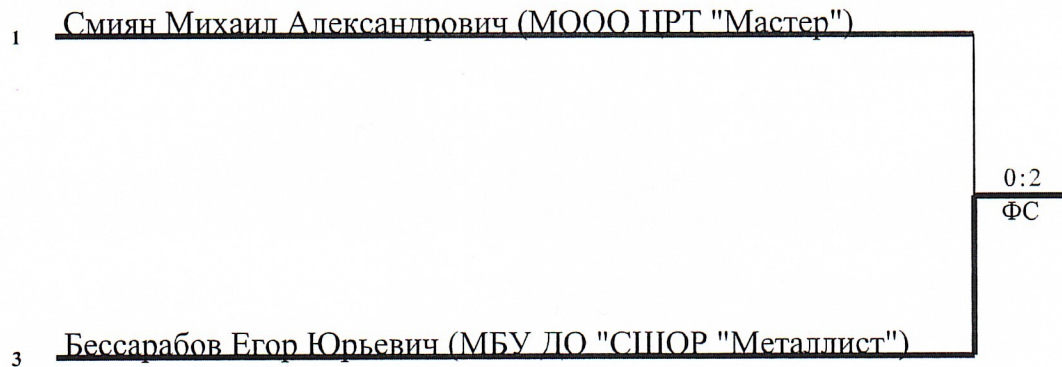 1 Смиян Михаил Александрович (МООО ЦРТ "Мастер")
0:2
ФС
3 Бессарабов Егор Юрьевич (МБУ ДО "СШОР "Металлист")